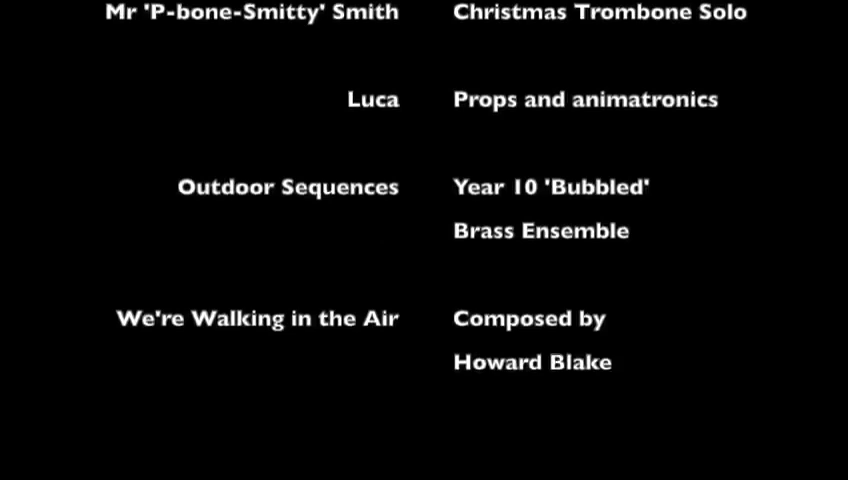 Mr 'P-bone-Smitty' Smith Christmas Trombone Solo
Luca Props and animatronics
Outdoor Sequences Year 10 'Bubbled'
Brass Ensemble
We're Walking in the Air Composed by
Howard Blake